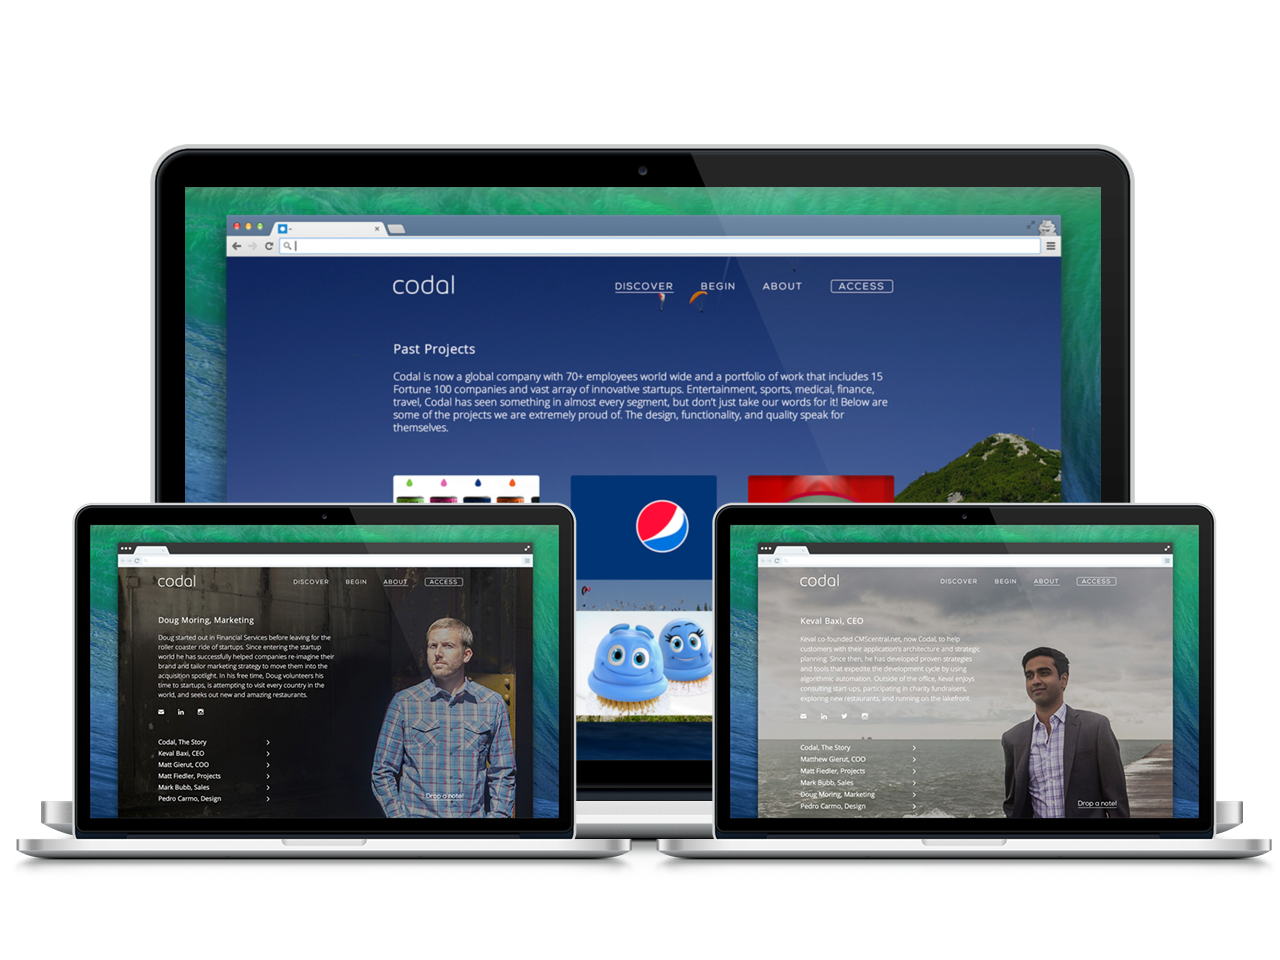 codal
DISCOVER BEGIN ABOUT ACCESS
Past Projects
Codal is now a global company with 70+ employees world wide and a portfolio of work that includes 15
Fortune 100 companies and vast array of innovative startups. Entertainment, sports, medical, finance,
travel, Codal has seen something in almost every segment, but don't just take our words for it! Below are
some of the projects we are extremely proud of. The design, functionality, and quality speak for
themselves.
codal
DISCOVER BEGIN ABOUT ACCESS
Doug Moring, Marketing
Doug started out in Financial Services before leaving for the
roller coaster ride of startups. Since entering the startup
world he has successfully helped companies re-imagine their
brand and tailor marketing strategy to move them into the
acquisition spotlight. In his free time, Doug volunteers his
time to startups, is attempting to visit every country in the
world, and seeks out new and amazing restaurants.
in
Codal, The Story
Keval Baxi, CEO
Matt Gierut, COO
Matt Fiedler, Projects
Mark Bubb, Sales
Pedro Carmo, Design
Drop a note!
codal
DISCOVER BEGIN ABOUT ACCESS
Keval Baxi, CEO
Keval co-founded CMScentral.net, now Codal, to help
customers with their application's architecture and strategic
planning. Since then, he has developed proven strategies
and tools that expedite the development cycle by using
algorithmic automation. Outside of the office, Keval enjoys
consulting start-ups, participating in charity fundraisers,
exploring new restaurants, and running on the lakefront.
in
Codal, The Story
Matthew Gierut, COO
Matt Fiedler, Projects
Mark Bubb, Sales
Doug Moring, Marketing
Pedro Carmo, Design
Drop a note!